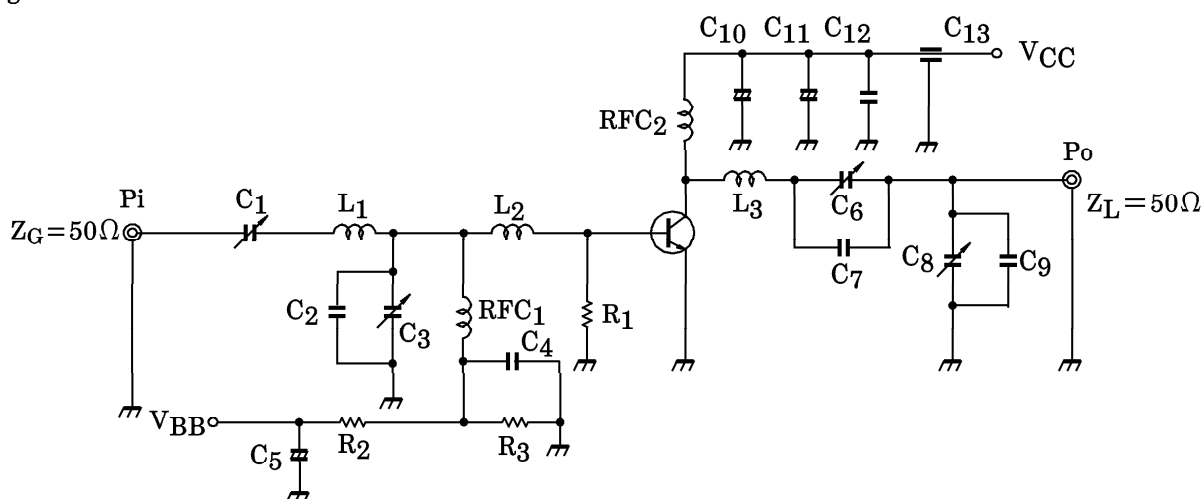 C10 C11 C12 C13
VCC
RFC2
Pi
Po
C1
L1
L2
L3
C6
ZG=50Ω
ZL=50Ω
C7
C8
C9
C2
C3
RFC1
R1
C4
VBB
C5
R2
R3